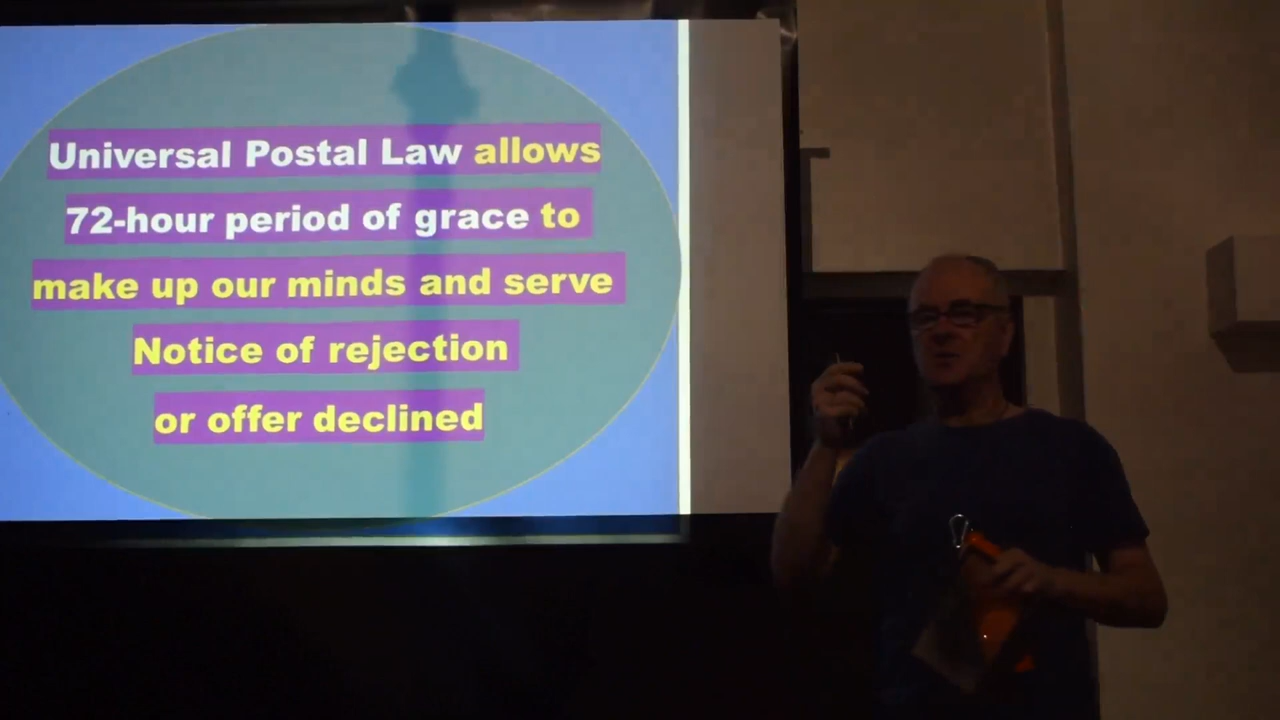 Universal Postal Law allows
72-hour period of grace to
make up our minds and serve
Notice of rejection
or offer declined